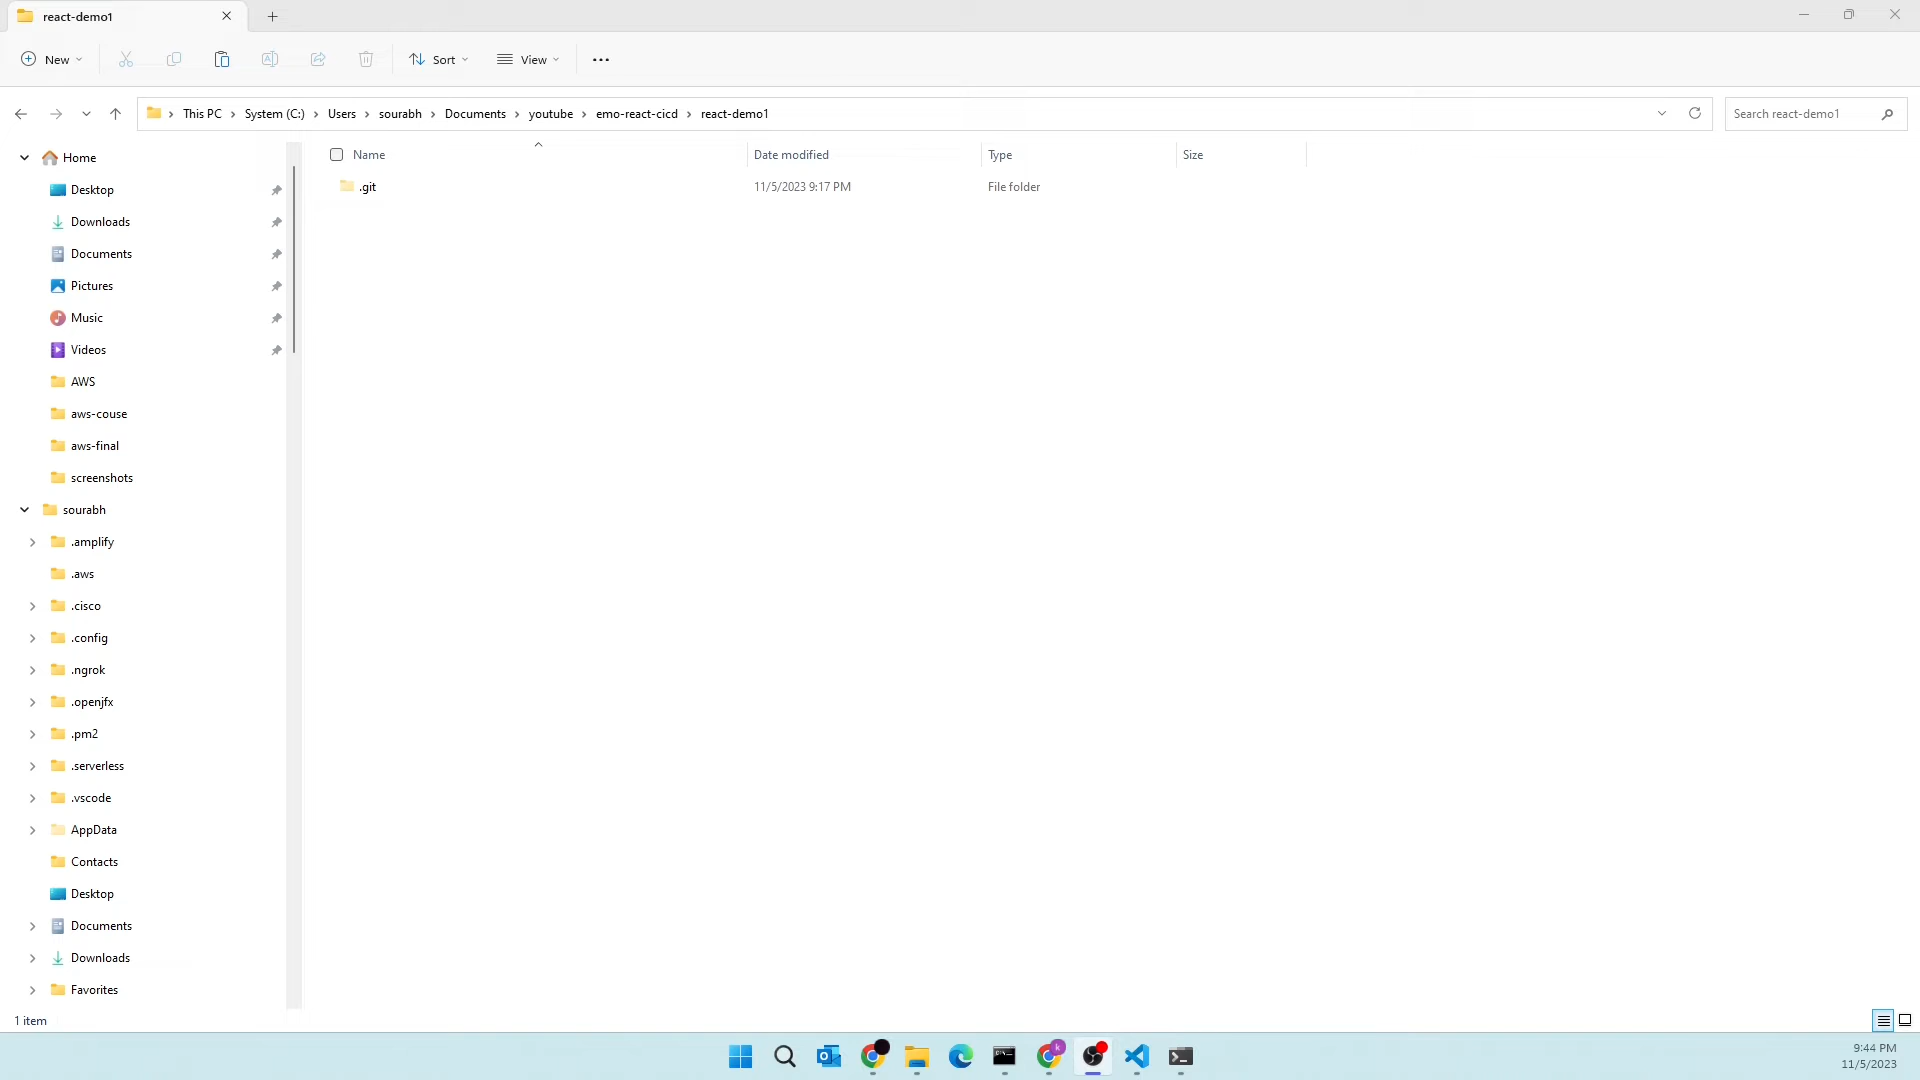 react-demo1
New
Sort
View
This PC
System (C:)
Users
sourabh
Documents
youtube
emo-react-cicd
react-demo1
Search react-demo1
Name
Date modified
Type
Size
.git
11/5/2023 9:17 PM
File folder
Home
Desktop
Downloads
Documents
Pictures
Music
Videos
AWS
aws-couse
aws-final
screenshots
sourabh
.amplify
.aws
.cisco
.config
.ngrok
.openjfx
.pm2
.serverless
.vscode
AppData
Contacts
Desktop
Documents
Downloads
Favorites
1 item
9:44 PM
11/5/2023